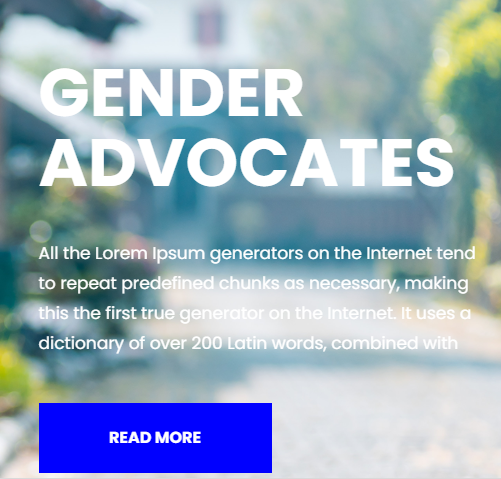 GENDER
ADVOCATES
All the Lorem Ipsum generators on the Internet tend
to repeat predefined chunks as necessary, making
this the first true generator on the Internet. It uses a
dictionary of over 200 Latin words, combined with
READ MORE